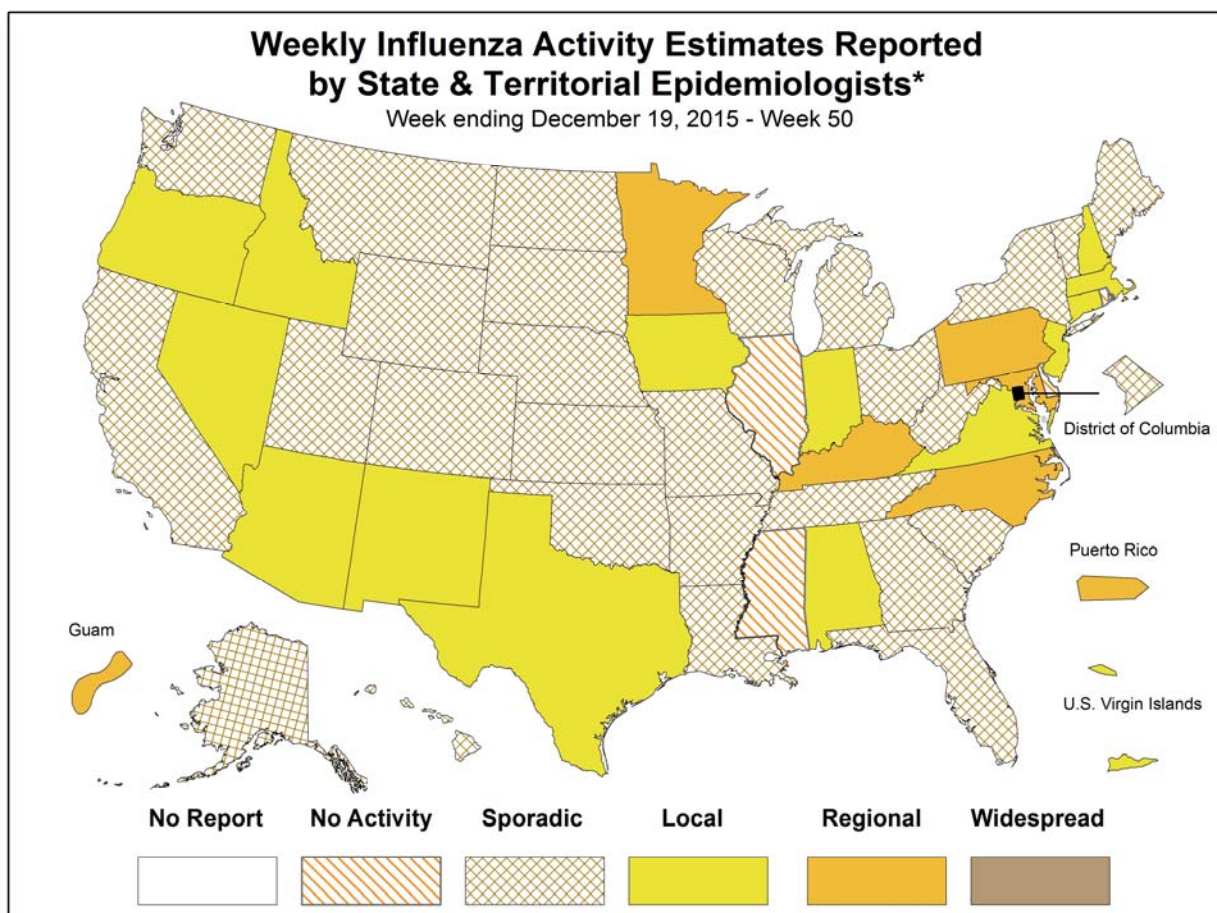 Weekly Influenza Activity Estimates Reported
by State & Territorial Epidemiologists*
Week ending December 19, 2015 - Week 50
District of Columbia
Puerto Rico
Guam
U.S. Virgin Islands
No Report No Activity Sporadic Local Regional Widespread